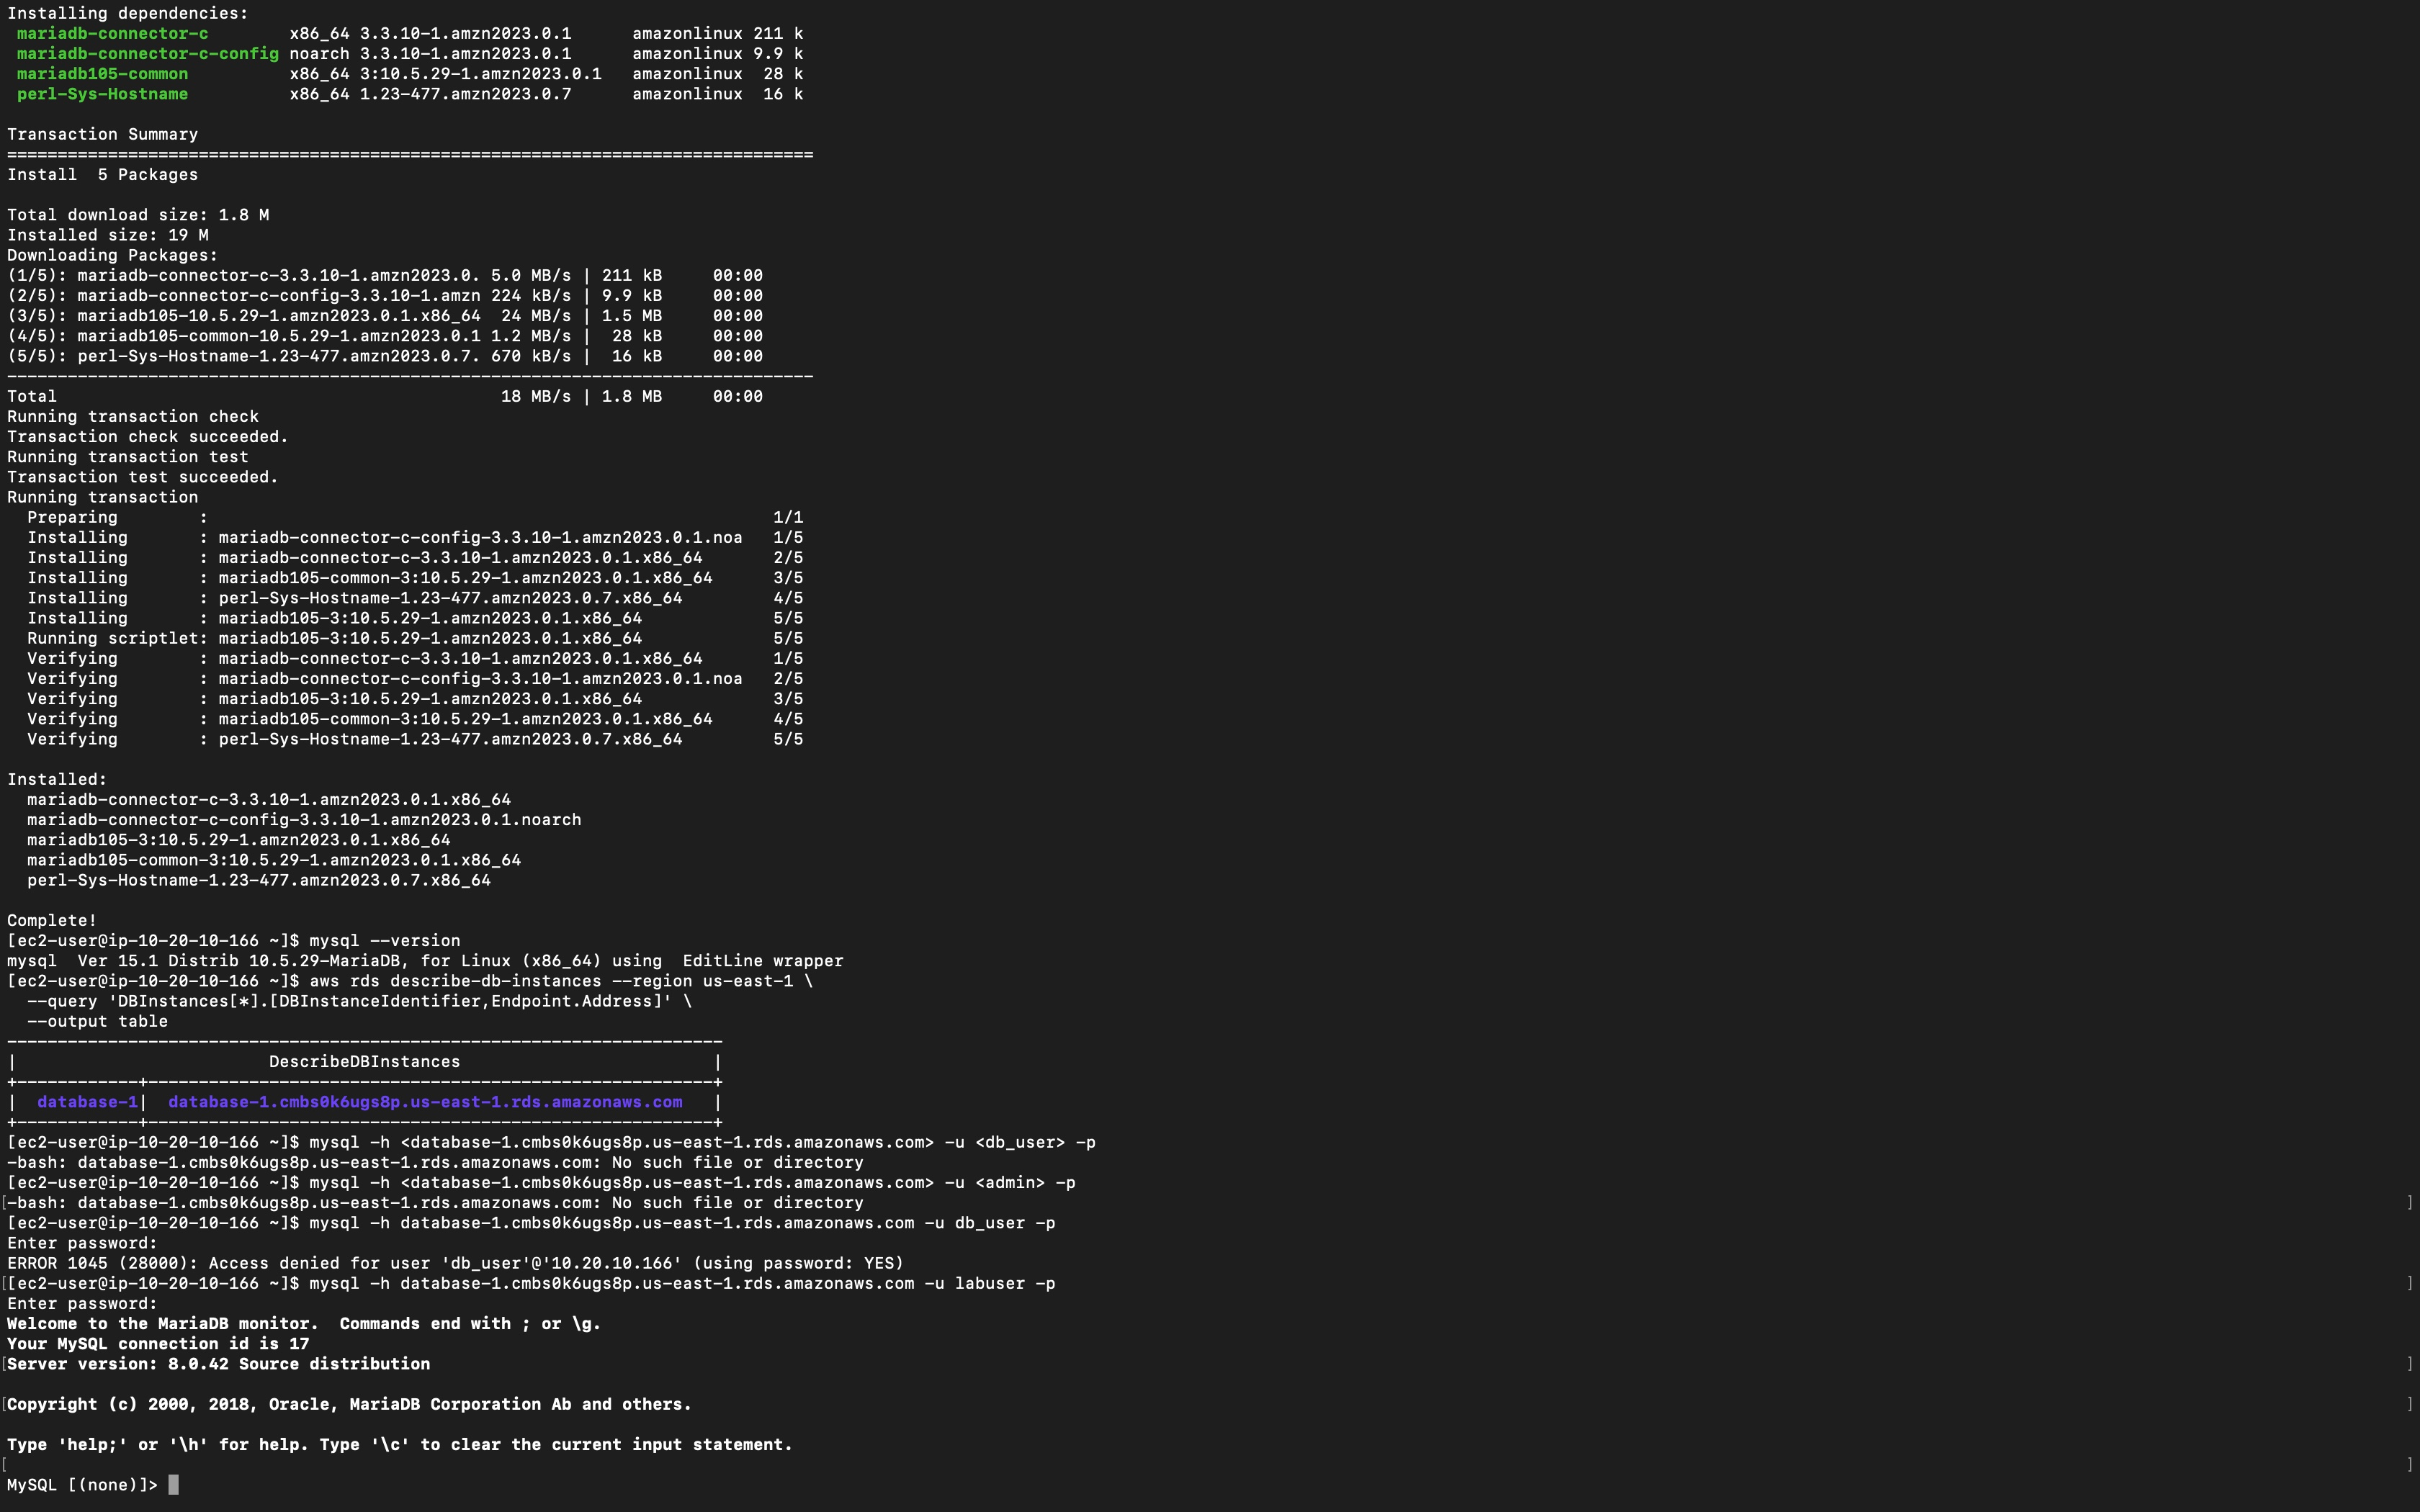 Installing dependencies:
 mariadb-connector-c        x86_64 3.3.10-1.amzn2023.0.1      amazonlinux 211 k
 mariadb-connector-c-config noarch 3.3.10-1.amzn2023.0.1      amazonlinux 9.9 k
 mariadb105-common          x86_64 3:10.5.29-1.amzn2023.0.1   amazonlinux  28 k
 perl-Sys-Hostname          x86_64 1.23-477.amzn2023.0.7      amazonlinux  16 k

Transaction Summary
================================================================================
Install  5 Packages

Total download size: 1.8 M
Installed size: 19 M
Downloading Packages:
(1/5): mariadb-connector-c-3.3.10-1.amzn2023.0. 5.0 MB/s | 211 kB     00:00
(2/5): mariadb-connector-c-config-3.3.10-1.amzn 224 kB/s | 9.9 kB     00:00
(3/5): mariadb105-10.5.29-1.amzn2023.0.1.x86_64  24 MB/s | 1.5 MB     00:00
(4/5): mariadb105-common-10.5.29-1.amzn2023.0.1 1.2 MB/s |  28 kB     00:00
(5/5): perl-Sys-Hostname-1.23-477.amzn2023.0.7. 670 kB/s |  16 kB     00:00
--------------------------------------------------------------------------------
Total                                            18 MB/s | 1.8 MB     00:00
Running transaction check
Transaction check succeeded.
Running transaction test
Transaction test succeeded.
Running transaction
  Preparing        :                                                        1/1
  Installing       : mariadb-connector-c-config-3.3.10-1.amzn2023.0.1.noa   1/5
  Installing       : mariadb-connector-c-3.3.10-1.amzn2023.0.1.x86_64       2/5
  Installing       : mariadb105-common-3:10.5.29-1.amzn2023.0.1.x86_64      3/5
  Installing       : perl-Sys-Hostname-1.23-477.amzn2023.0.7.x86_64         4/5
  Installing       : mariadb105-3:10.5.29-1.amzn2023.0.1.x86_64             5/5
  Running scriptlet: mariadb105-3:10.5.29-1.amzn2023.0.1.x86_64             5/5
  Verifying        : mariadb-connector-c-3.3.10-1.amzn2023.0.1.x86_64       1/5
  Verifying        : mariadb-connector-c-config-3.3.10-1.amzn2023.0.1.noa   2/5
  Verifying        : mariadb105-3:10.5.29-1.amzn2023.0.1.x86_64             3/5
  Verifying        : mariadb105-common-3:10.5.29-1.amzn2023.0.1.x86_64      4/5
  Verifying        : perl-Sys-Hostname-1.23-477.amzn2023.0.7.x86_64         5/5

Installed:
  mariadb-connector-c-3.3.10-1.amzn2023.0.1.x86_64
  mariadb-connector-c-config-3.3.10-1.amzn2023.0.1.noarch
  mariadb105-3:10.5.29-1.amzn2023.0.1.x86_64
  mariadb105-common-3:10.5.29-1.amzn2023.0.1.x86_64
  perl-Sys-Hostname-1.23-477.amzn2023.0.7.x86_64

Complete!
[ec2-user@ip-10-20-10-166 ~]$ mysql --version
mysql  Ver 15.1 Distrib 10.5.29-MariaDB, for Linux (x86_64) using  EditLine wrapper
[ec2-user@ip-10-20-10-166 ~]$ aws rds describe-db-instances --region us-east-1 \
  --query 'DBInstances[*].[DBInstanceIdentifier,Endpoint.Address]' \
  --output table
-----------------------------------------------------------------------
|                         DescribeDBInstances                         |
+------------+--------------------------------------------------------+
|  database-1|  database-1.cmbs0k6ugs8p.us-east-1.rds.amazonaws.com   |
+------------+--------------------------------------------------------+
[ec2-user@ip-10-20-10-166 ~]$ mysql -h <database-1.cmbs0k6ugs8p.us-east-1.rds.amazonaws.com> -u <db_user> -p
-bash: database-1.cmbs0k6ugs8p.us-east-1.rds.amazonaws.com: No such file or directory
[ec2-user@ip-10-20-10-166 ~]$ mysql -h <database-1.cmbs0k6ugs8p.us-east-1.rds.amazonaws.com> -u <admin> -p
[-bash: database-1.cmbs0k6ugs8p.us-east-1.rds.amazonaws.com: No such file or directory ]
[ec2-user@ip-10-20-10-166 ~]$ mysql -h database-1.cmbs0k6ugs8p.us-east-1.rds.amazonaws.com -u db_user -p
Enter password:
ERROR 1045 (28000): Access denied for user 'db_user'@'10.20.10.166' (using password: YES)
[[ec2-user@ip-10-20-10-166 ~]$ mysql -h database-1.cmbs0k6ugs8p.us-east-1.rds.amazonaws.com -u labuser -p ]
Enter password:
Welcome to the MariaDB monitor.  Commands end with ; or \g.
Your MySQL connection id is 17
[Server version: 8.0.42 Source distribution ]

[Copyright (c) 2000, 2018, Oracle, MariaDB Corporation Ab and others. ]

Type 'help;' or '\h' for help. Type '\c' to clear the current input statement.
[ ]
MySQL [(none)]>